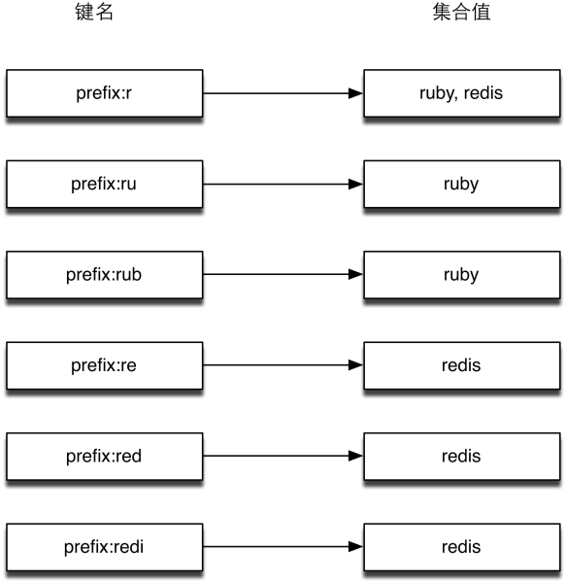 键名 集合值
prefix:r ruby, redis
prefix:ru ruby
prefix:rub ruby
prefix:re redis
prefix:red redis
prefix:redi redis